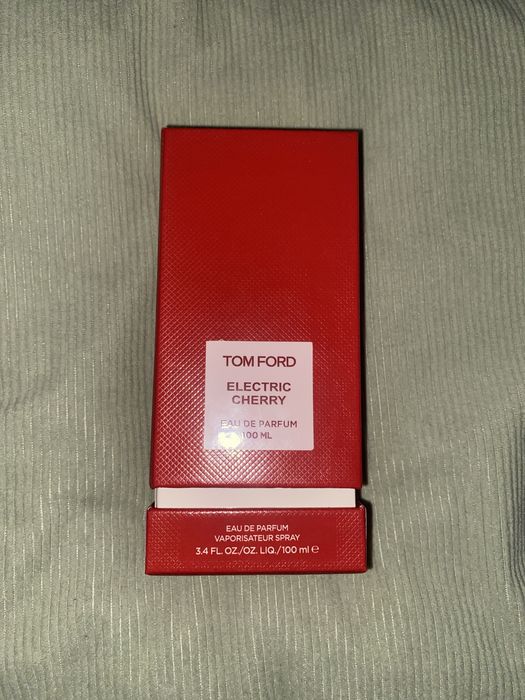 TOM FORD
ELECTRIC
CHERRY
EAU DE PARFUM
100 ML
EAU DE PARFUM
VAPORISATEUR SPRAY
3.4 FL. OZ./OZ. LIQ./100 ml ℮